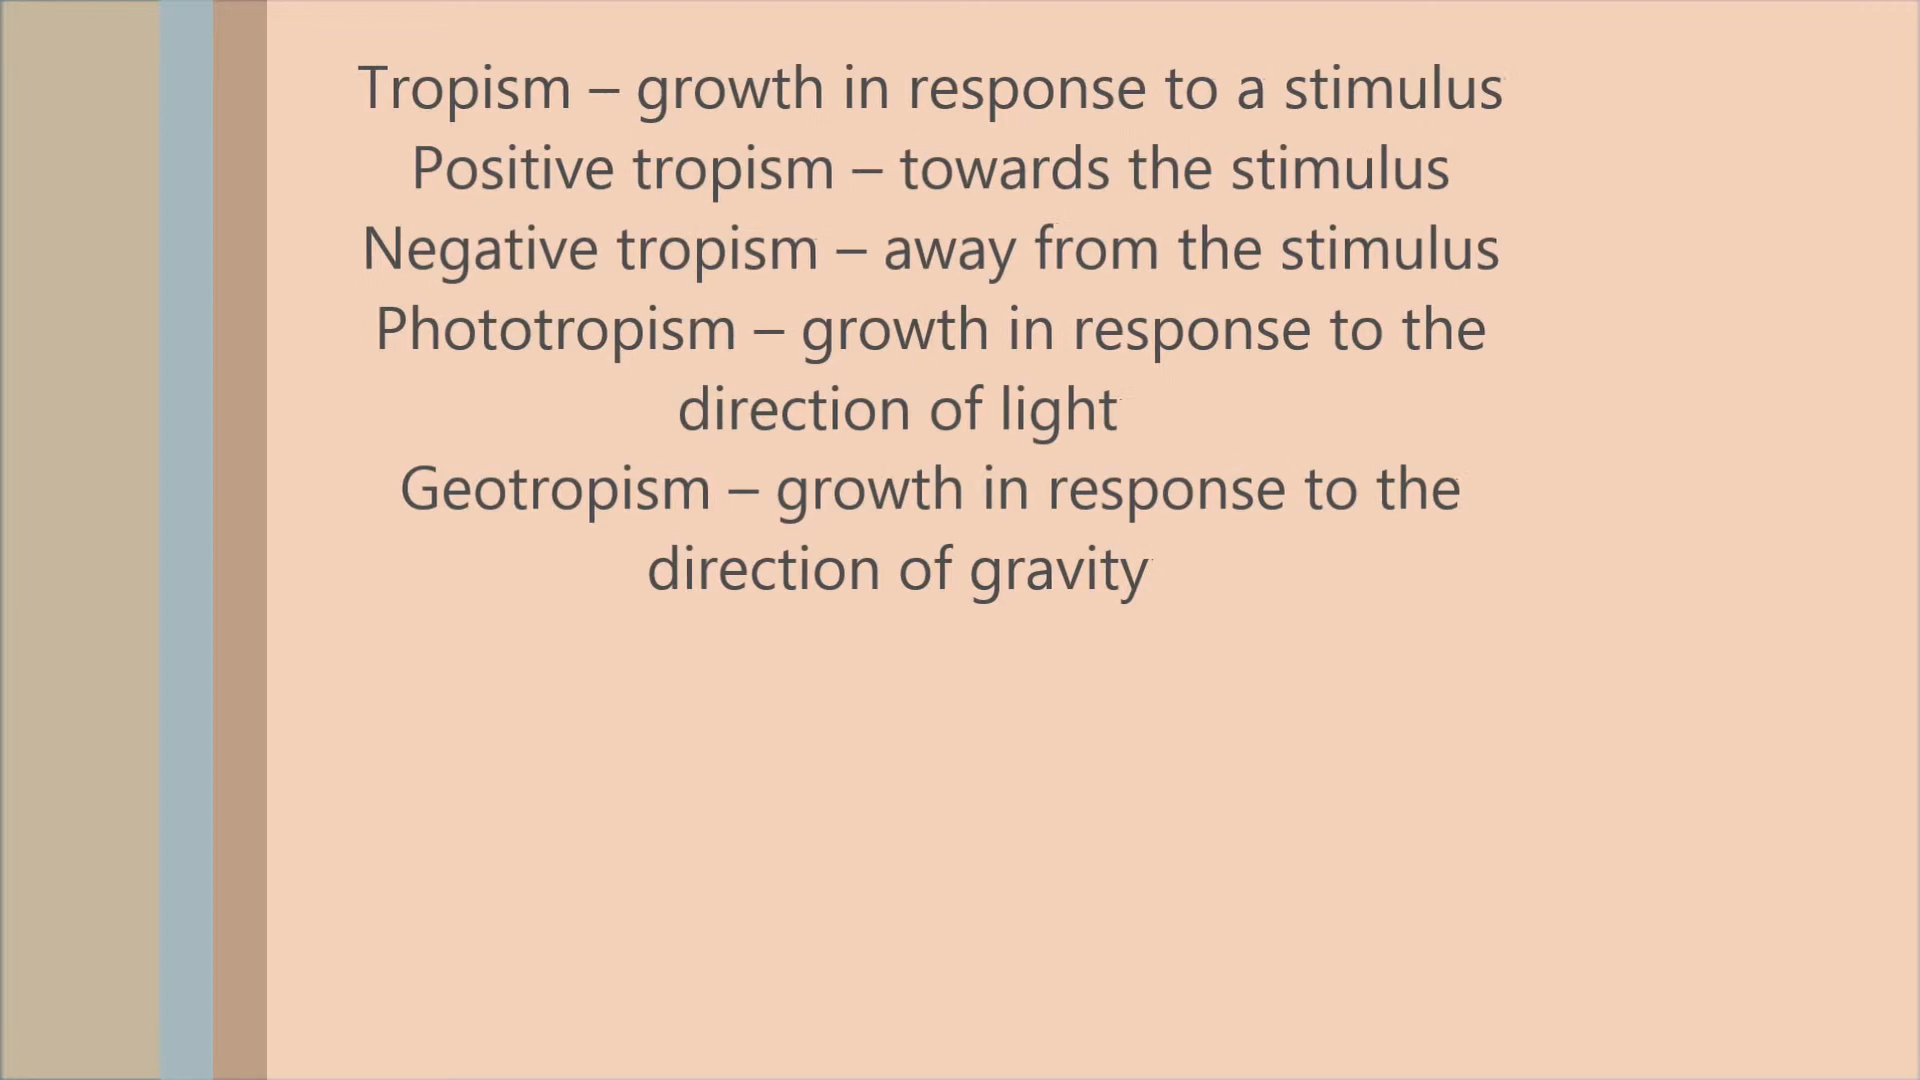 Tropism – growth in response to a stimulus
Positive tropism – towards the stimulus
Negative tropism – away from the stimulus
Phototropism – growth in response to the
direction of light
Geotropism – growth in response to the
direction of gravity